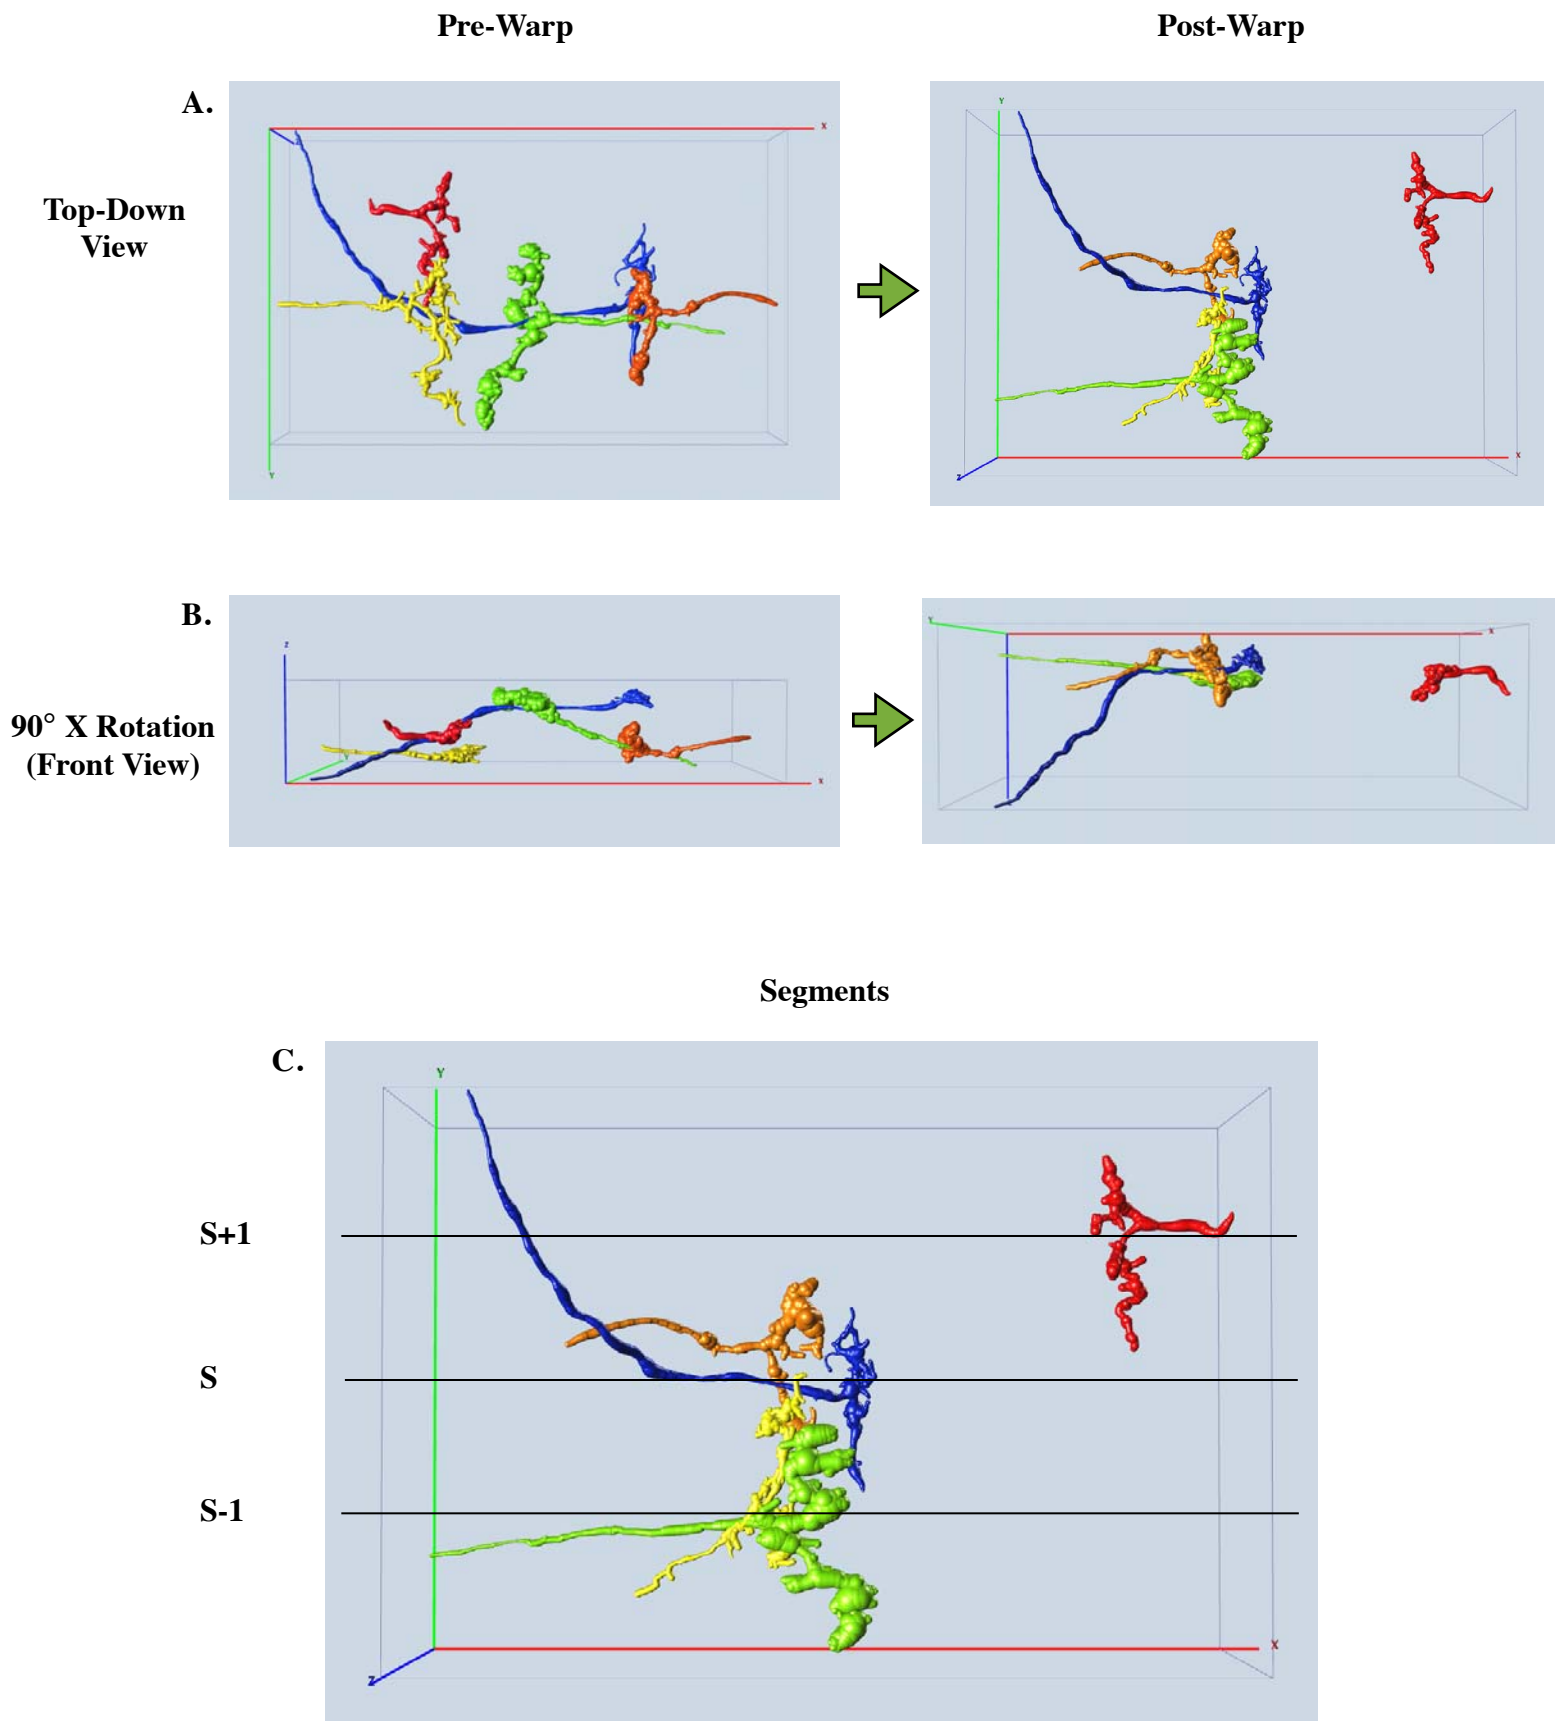 Pre-Warp
Post-Warp
A.
Top-Down
View
X
Y
Y
X
Z
B.
90° X Rotation
(Front View)
Z
Y
X
Y
X
Segments
C.
Y
S+1
S
S-1
X
Z